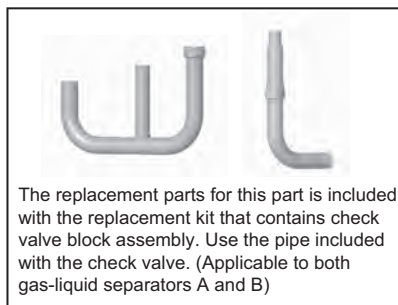 The replacement parts for this part is included
with the replacement kit that contains check
valve block assembly. Use the pipe included
with the check valve. (Applicable to both
gas-liquid separators A and B)